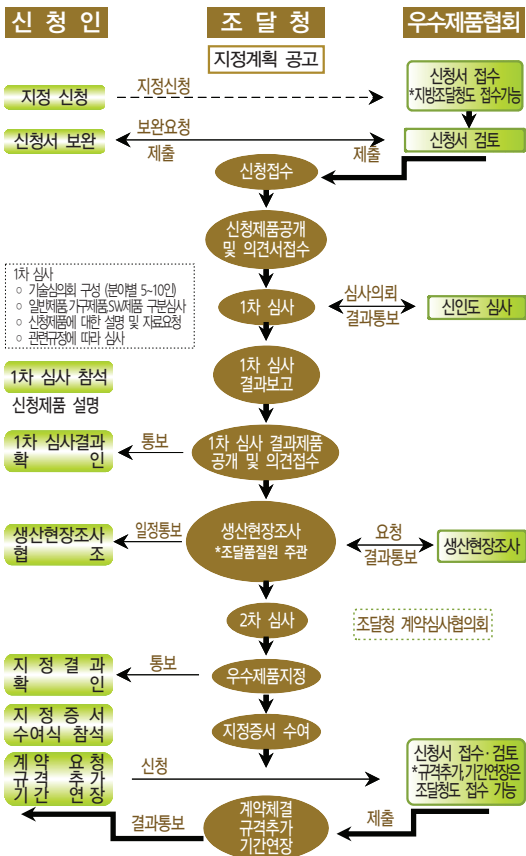 신 청 인
조 달 청
우수제품협회
지정계획 공고
지정 신청
지정신청
신청서 접수
*지방조달청도 접수가능
신청서 보완
보완요청
제출
제출
신청서 검토
신청접수
신청제품공개
및 의견서접수
1차 심사
○ 기술심의회 구성 (분야별 5~10인)
○ 일반제품,가구제품,SW제품 구분심사
○ 신청제품에 대한 설명 및 자료요청
○ 관련규정에 따라 심사
1차 심사
심사의뢰
결과통보
신인도 심사
1차 심사 참석
신청제품 설명
1차 심사
결과보고
1차 심사결과
확 인
통보
1차 심사 결과제품
공개 및 의견접수
생산현장조사
협 조
일정통보
생산현장조사
*조달품질원 주관
요청
결과통보
생산현장조사
2차 심사
조달청 계약심사협의회
지 정 결 과
확 인
통보
우수제품지정
지 정 증 서
수여식 참석
지정증서 수여
계 약 요 청
규 격 추 가
기 간 연 장
신청
신청서 접수·검토
*규격추가,기간연장은
조달청도 접수 가능
결과통보
계약체결
규격추가
기간연장
제출